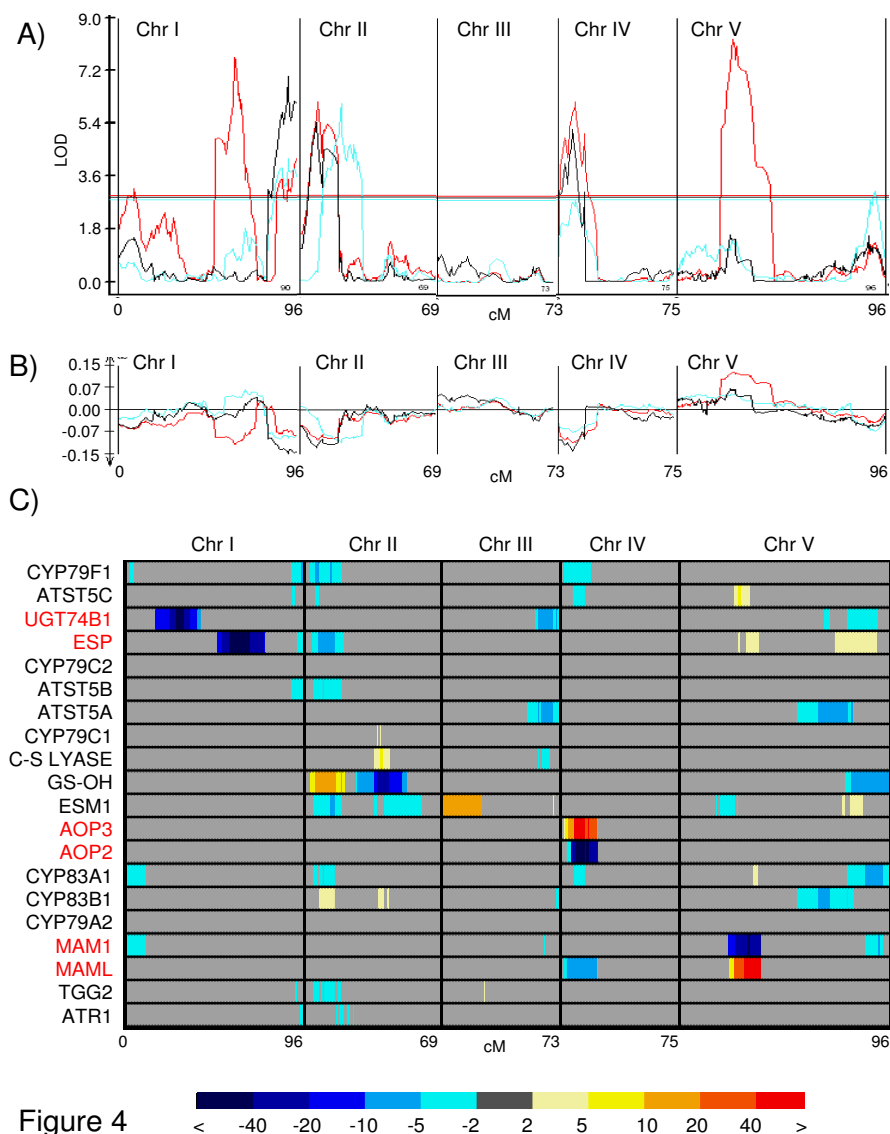 A)
Chr I Chr II Chr III Chr IV Chr V
9.0
7.2
5.4
3.6
1.8
0.0
LOD
90 69 73 75 96
0 96 69 73 75 96
cM
B)
Chr I Chr II Chr III Chr IV Chr V
0.15
0.07
0.00
-0.07
-0.15
0 96 69 73 75 96
cM
C)
Chr I Chr II Chr III Chr IV Chr V
CYP79F1
ATST5C
UGT74B1
ESP
CYP79C2
ATST5B
ATST5A
CYP79C1
C-S LYASE
GS-OH
ESM1
AOP3
AOP2
CYP83A1
CYP83B1
CYP79A2
MAM1
MAML
TGG2
ATR1
0 96 69 73 75 96
cM
Figure 4
< -40 -20 -10 -5 -2 2 5 10 20 40 >